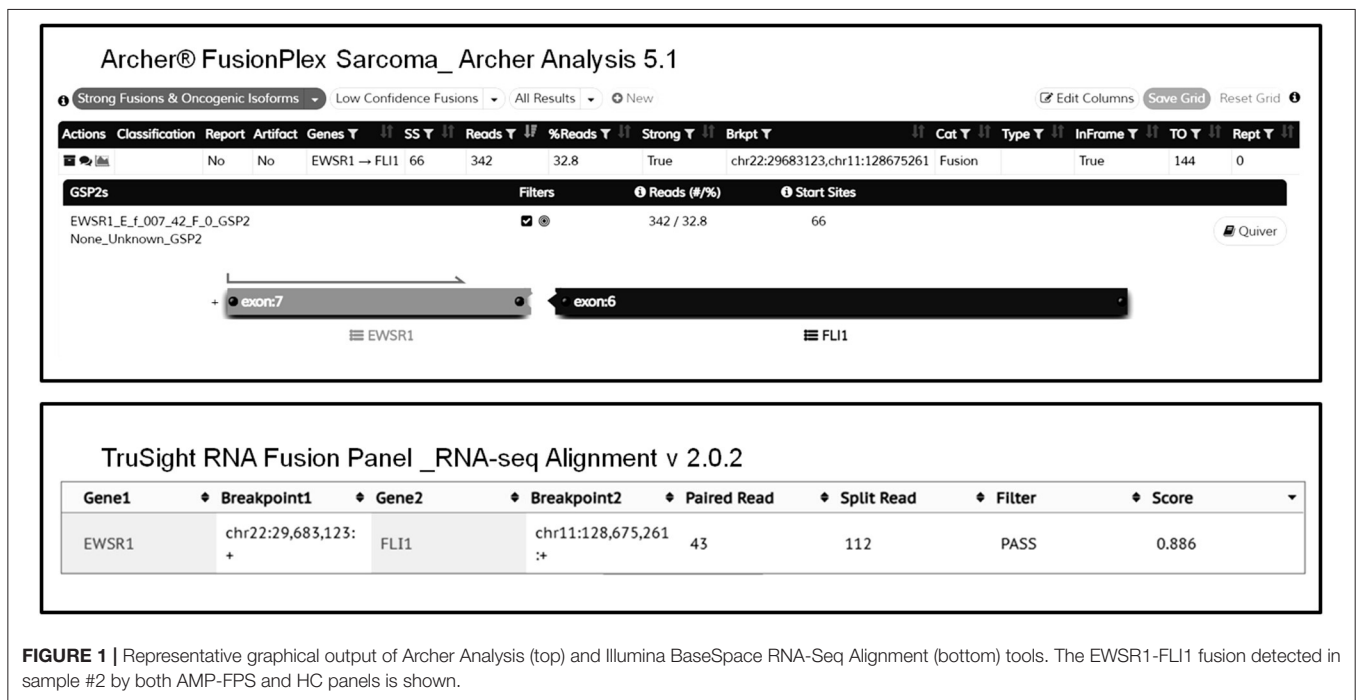 Archer® FusionPlex Sarcoma_ Archer Analysis 5.1
Strong Fusions & Oncogenic Isoforms Low Confidence Fusions All Results New Edit Columns Save Grid Reset Grid
Actions Classification Report Artifact Genes SS Reads %Reads Strong Brkpt Cat Type InFrame TO Rept
No No EWSR1 → FLI1 66 342 32.8 True chr22:29683123,chr11:128675261 Fusion True 144 0
GSP2s Filters Reads (#/%) Start Sites
EWSR1_E_f_007_42_F_0_GSP2 342 / 32.8 66
None_Unknown_GSP2 Quiver
+ exon:7 exon:6
EWSR1 FLI1
TruSight RNA Fusion Panel _RNA-seq Alignment v 2.0.2
Gene1 Breakpoint1 Gene2 Breakpoint2 Paired Read Split Read Filter Score
EWSR1 chr22:29,683,123: FLI1 chr11:128,675,261 43 112 PASS 0.886
+ :+
FIGURE 1 | Representative graphical output of Archer Analysis (top) and Illumina BaseSpace RNA-Seq Alignment (bottom) tools. The EWSR1-FLI1 fusion detected in
sample #2 by both AMP-FPS and HC panels is shown.